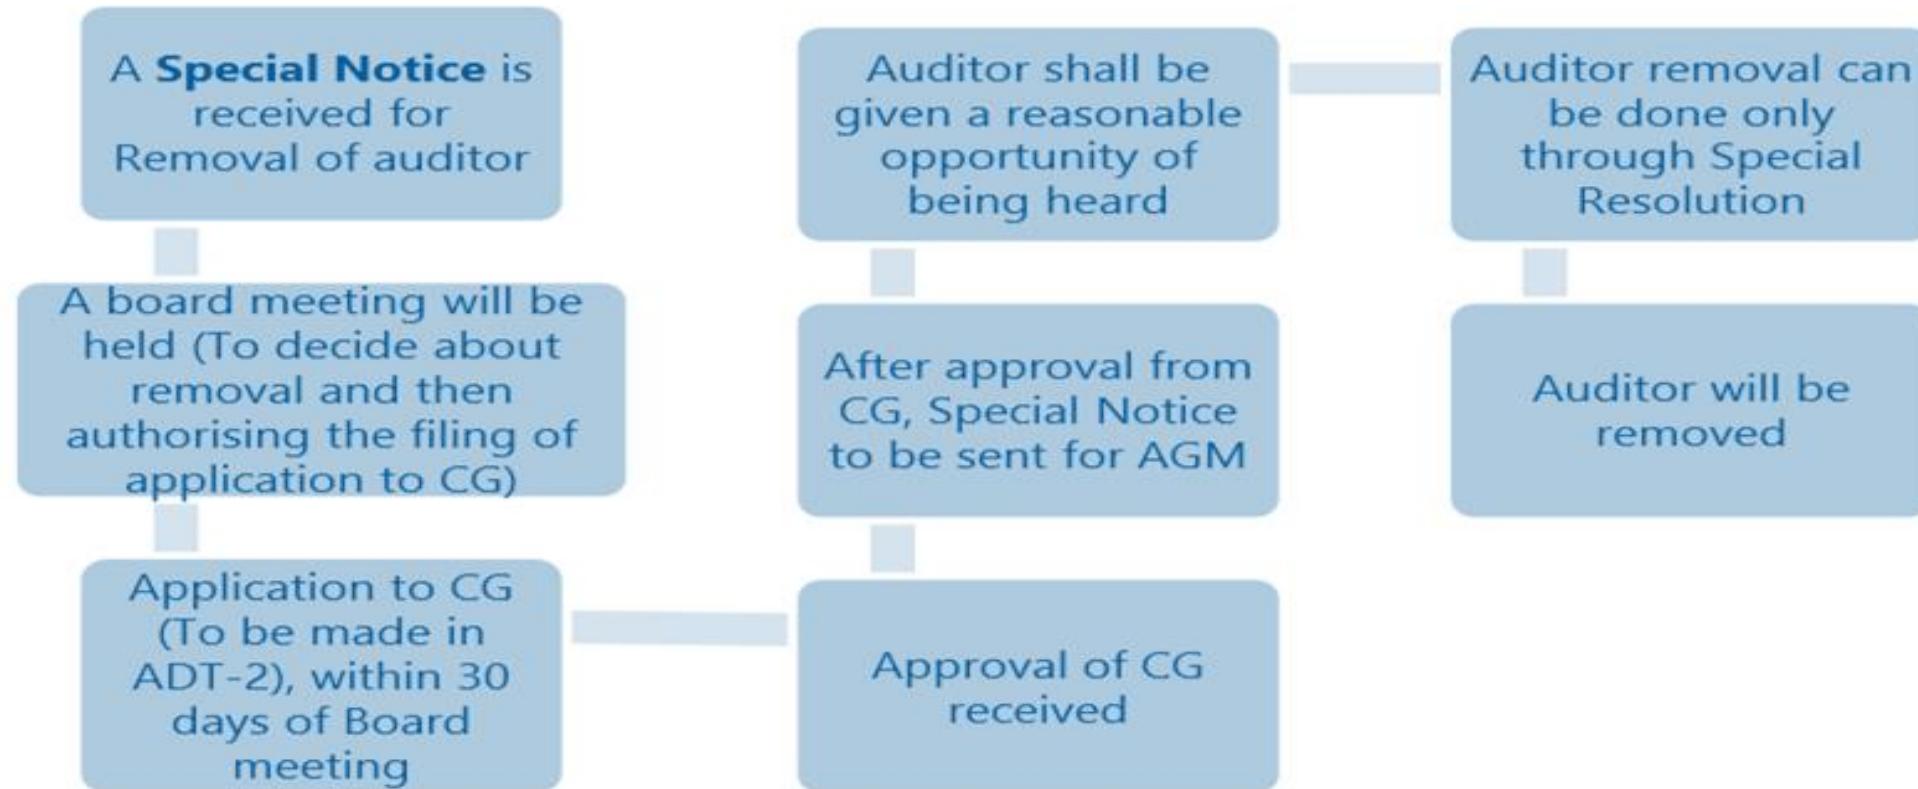 A Special Notice is
received for
Removal of auditor
A board meeting will be
held (To decide about
removal and then
authorising the filing of
application to CG)
Application to CG
(To be made in
ADT-2), within 30
days of Board
meeting
Approval of CG
received
After approval from
CG, Special Notice
to be sent for AGM
Auditor shall be
given a reasonable
opportunity of
being heard
Auditor removal can
be done only
through Special
Resolution
Auditor will be
removed